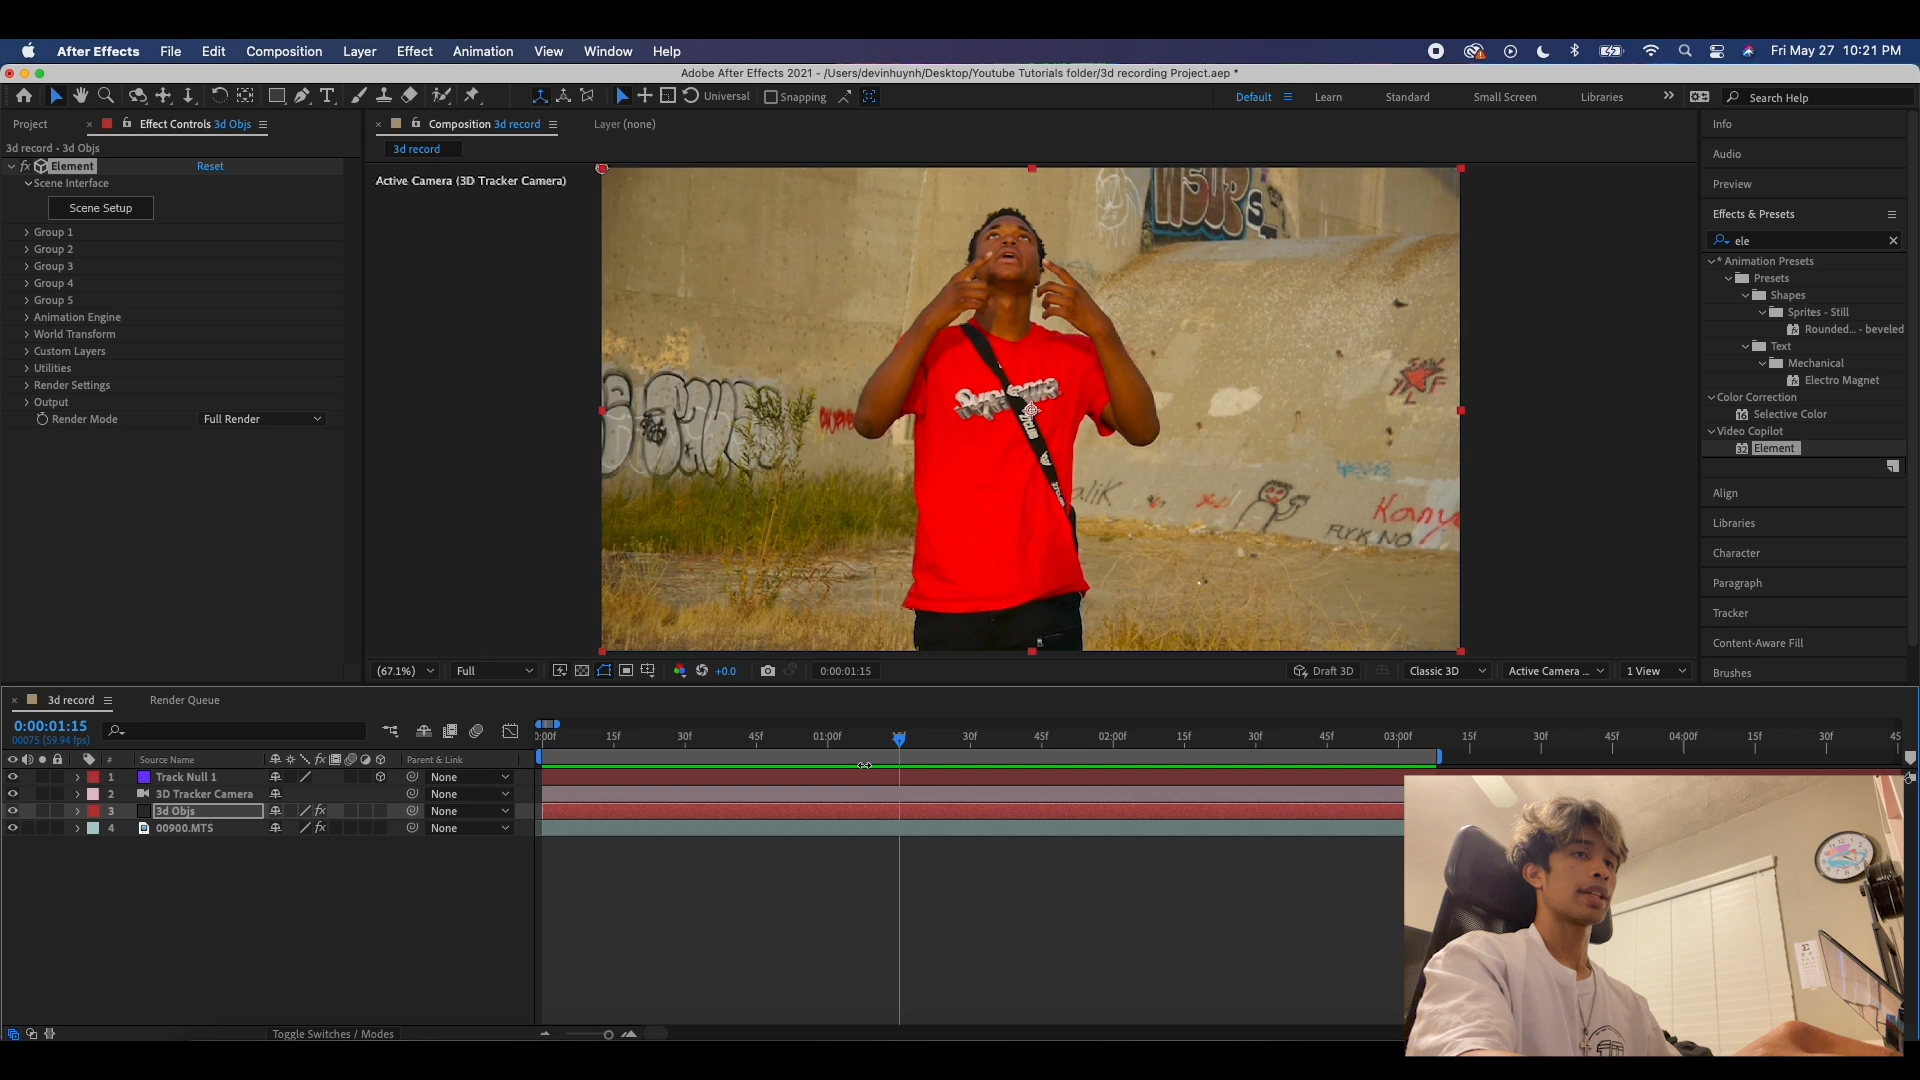 After Effects File Edit Composition Layer Effect Animation View Window Help Fri May 27 10:21 PM
Adobe After Effects 2021 - /Users/devinhuynh/Desktop/Youtube Tutorials folder/3d recording Project.aep *
Universal Snapping Default Learn Standard Small Screen Libraries Search Help
Project Effect Controls 3d Objs Composition 3d record Layer (none)
3d record • 3d Objs
3d record
Element Reset
Scene Interface
Scene Setup
Group 1
Group 2
Group 3
Group 4
Group 5
Animation Engine
World Transform
Custom Layers
Utilities
Render Settings
Output
Render Mode Full Render
Active Camera (3D Tracker Camera)
Supreme
Kany
(67.1%) Full +0.0 0:00:01:15 Draft 3D Classic 3D Active Camera ... 1 View
Info
Audio
Preview
Effects & Presets
ele
* Animation Presets
Presets
Shapes
Sprites - Still
Rounded... - beveled
Text
Mechanical
Electro Magnet
Color Correction
Selective Color
Video Copilot
Element
Align
Libraries
Character
Paragraph
Tracker
Content-Aware Fill
Brushes
3d record Render Queue
0:00:01:15
00075 (59.94 fps)
:00f 15f 30f 45f 01:00f 15f 30f 45f 02:00f 15f 30f 45f 03:00f 15f 30f 45f 04:00f 15f 30f 45
# Source Name Parent & Link
1 Track Null 1 None
2 3D Tracker Camera None
3 3d Objs None
4 00900.MTS None
Toggle Switches / Modes